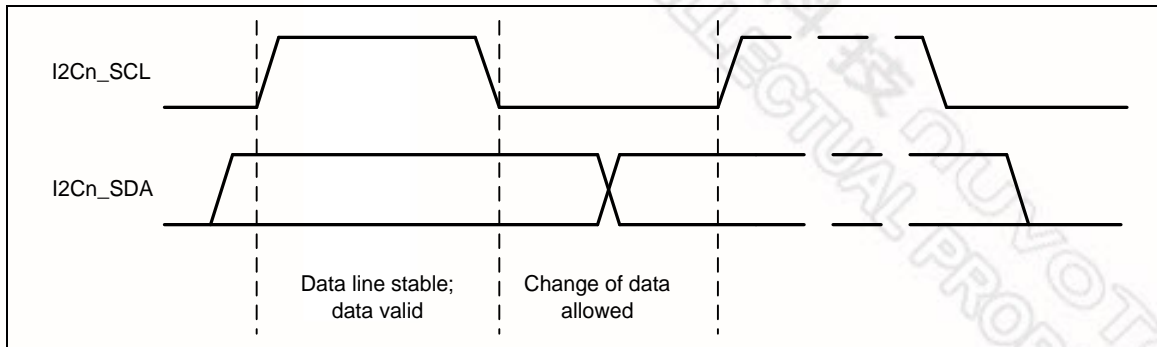 I2Cn_SCL
I2Cn_SDA
Data line stable;
data valid
Change of data
allowed